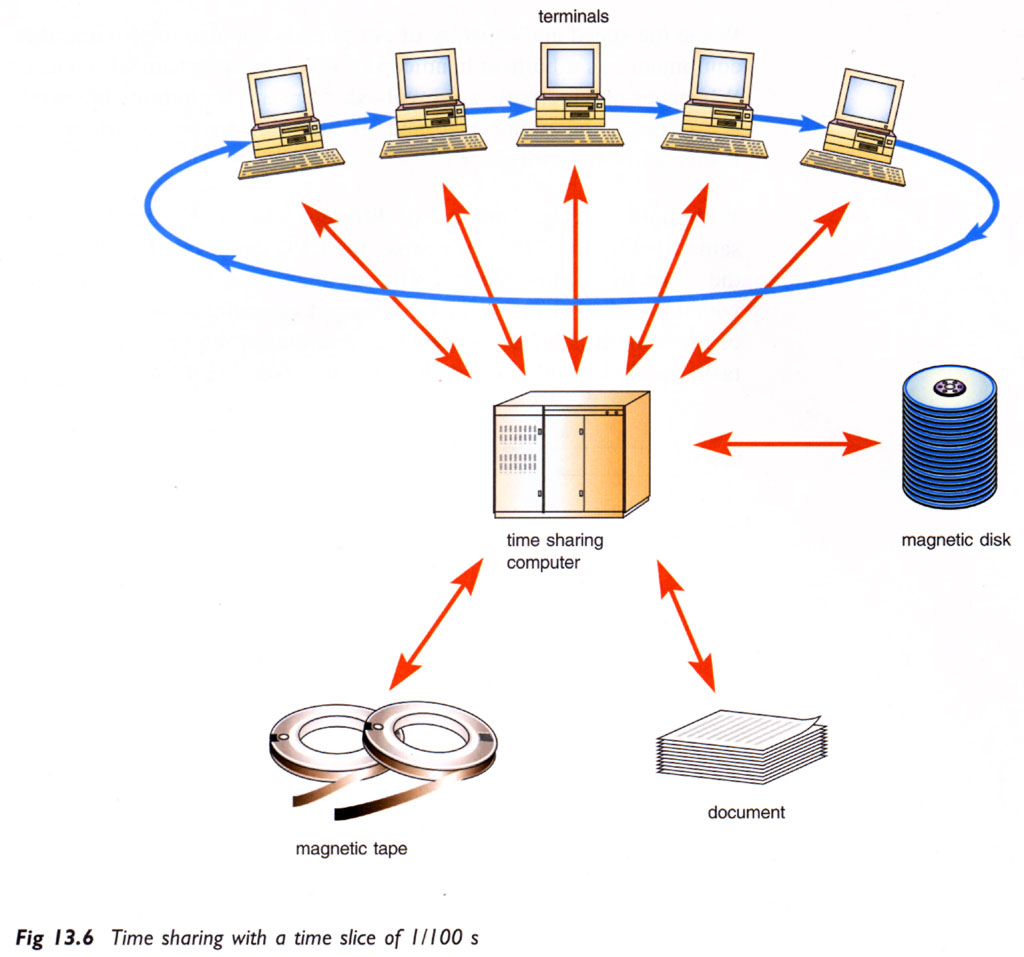 terminals
time sharing
computer
magnetic disk
magnetic tape
document
Fig 13.6 Time sharing with a time slice of 1/100 s